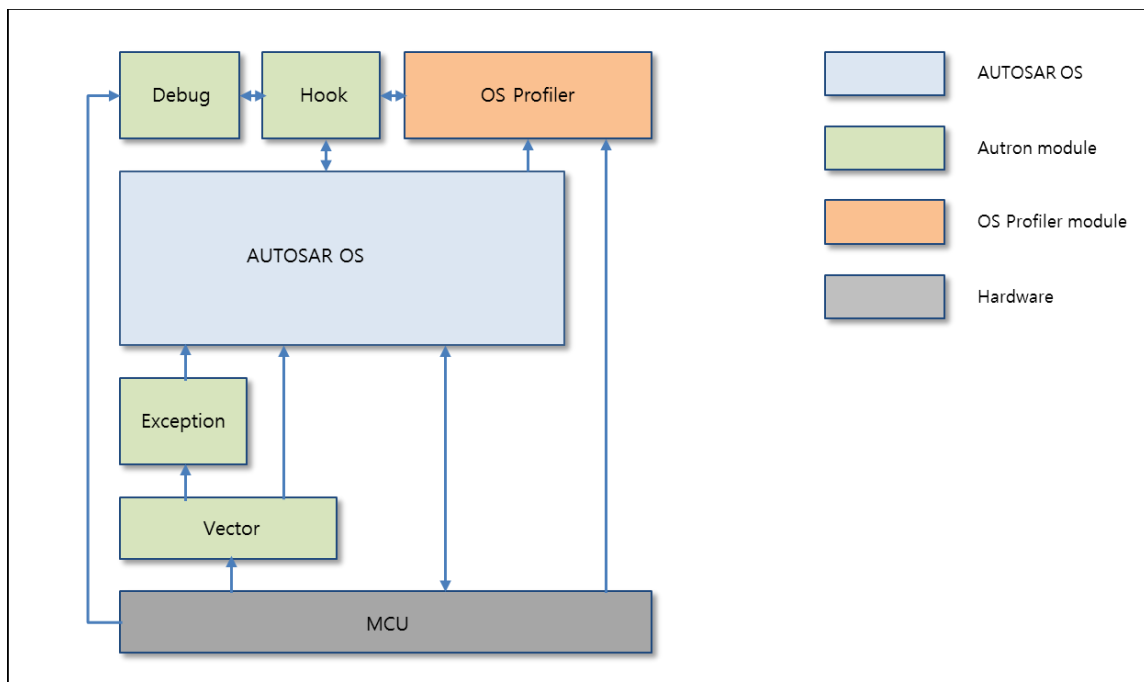 Debug
Hook
OS Profiler
AUTOSAR OS
Exception
Vector
MCU
AUTOSAR OS
Autron module
OS Profiler module
Hardware